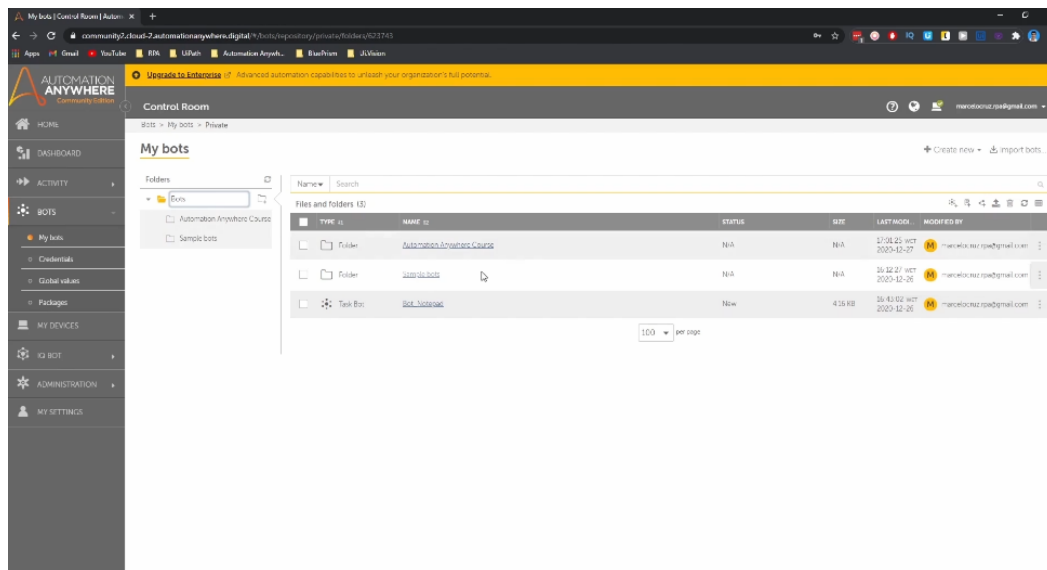 My bots | Control Room | Autom
community2.cloud-2.automationanywhere.digital/#/bots/repository/private/folders/623743
Apps Gmail YouTube RPA UiPath Automation Anywh... BluePrism JLVision
AUTOMATION
ANYWHERE
Community Edition
Upgrade to Enterprise Advanced automation capabilities to unleash your organization's full potential.
Control Room
marcelocruz.rpa@gmail.com
Bots > My bots > Private
HOME
DASHBOARD
ACTIVITY
BOTS
My bots
Credentials
Global values
Packages
MY DEVICES
IQ BOT
ADMINISTRATION
MY SETTINGS
My bots
Create new Import bots...
Folders
Bots
Automation Anywhere Course
Sample bots
Name Search
Files and folders (3)
TYPE NAME STATUS SIZE LAST MODI... MODIFIED BY
Folder Automation Anywhere Course N/A N/A 17:01:25 WET 2020-12-27 M marcelocruz.rpa@gmail.com
Folder Sample bots N/A N/A 16:12:27 WET 2020-12-26 M marcelocruz.rpa@gmail.com
Task Bot Bot_Notepad New 4.16 KB 16:43:02 WET 2020-12-26 M marcelocruz.rpa@gmail.com
100 per page